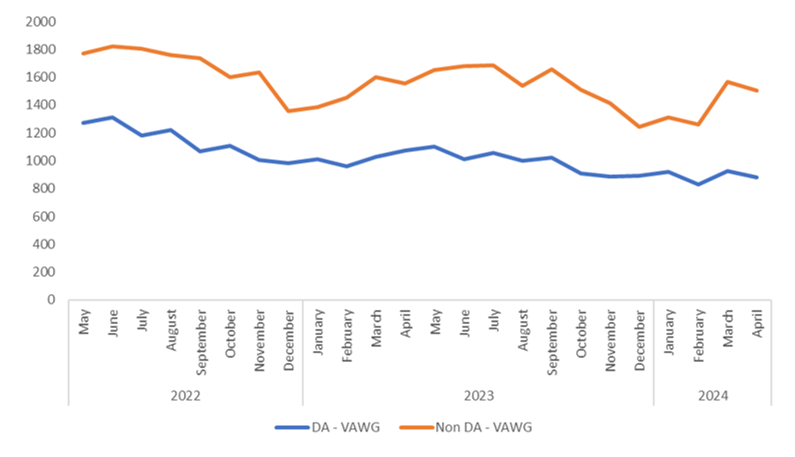 2000
1800
1600
1400
1200
1000
800
600
400
200
0
May
June
July
August
September
October
November
December
January
February
March
April
May
June
July
August
September
October
November
December
January
February
March
April
2022
2023
2024
DA - VAWG
Non DA - VAWG